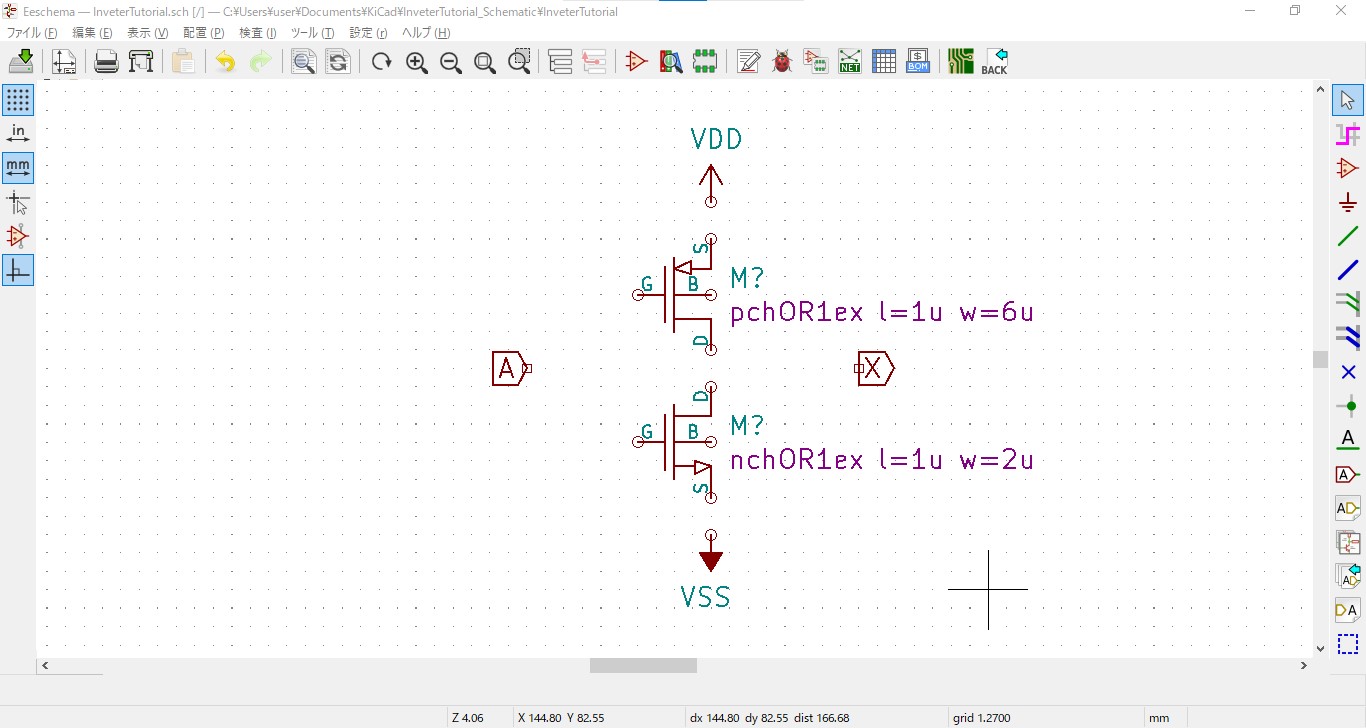 Eeschema — InveterTutorial.sch [/] — C:¥Users¥user¥Documents¥KiCad¥InveterTutorial_Schematic¥InveterTutorial
ファイル (F) 編集 (E) 表示 (V) 配置 (P) 検査 (I) ツール (T) 設定 (r) ヘルプ (H)
NET
$
BOM
BACK
in
mm
VDD
S
G B
M?
pchOR1ex l=1u w=6u
D
A
X
D
G B
M?
nchOR1ex l=1u w=2u
S
VSS
A
A
AD
AD
DA
Z 4.06
X 144.80 Y 82.55
dx 144.80 dy 82.55 dist 166.68
grid 1.2700
mm